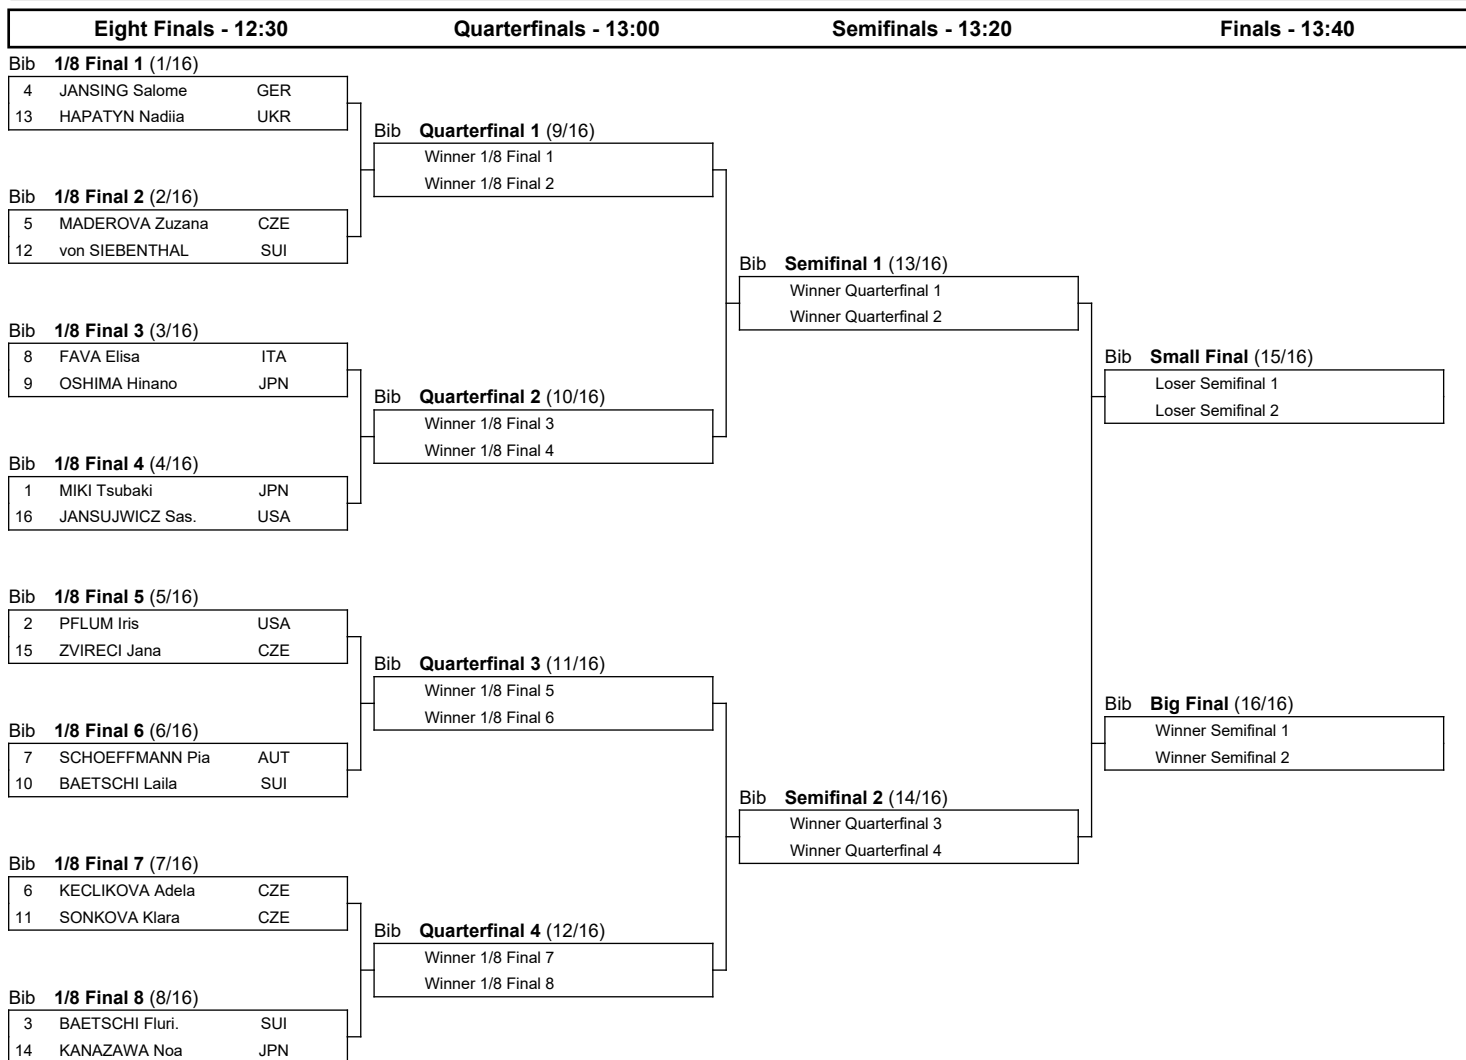 Eight Finals - 12:30 Quarterfinals - 13:00 Semifinals - 13:20 Finals - 13:40
Bib 1/8 Final 1 (1/16)
4 JANSING Salome GER
13 HAPATYN Nadiia UKR
Bib Quarterfinal 1 (9/16)
Winner 1/8 Final 1
Winner 1/8 Final 2
Bib 1/8 Final 2 (2/16)
5 MADEROVA Zuzana CZE
12 von SIEBENTHAL SUI
Bib Semifinal 1 (13/16)
Winner Quarterfinal 1
Winner Quarterfinal 2
Bib 1/8 Final 3 (3/16)
8 FAVA Elisa ITA
9 OSHIMA Hinano JPN
Bib Small Final (15/16)
Loser Semifinal 1
Loser Semifinal 2
Bib Quarterfinal 2 (10/16)
Winner 1/8 Final 3
Winner 1/8 Final 4
Bib 1/8 Final 4 (4/16)
1 MIKI Tsubaki JPN
16 JANSUJWICZ Sas. USA
Bib 1/8 Final 5 (5/16)
2 PFLUM Iris USA
15 ZVIRECI Jana CZE
Bib Quarterfinal 3 (11/16)
Winner 1/8 Final 5
Winner 1/8 Final 6
Bib Big Final (16/16)
Winner Semifinal 1
Winner Semifinal 2
Bib 1/8 Final 6 (6/16)
7 SCHOEFFMANN Pia AUT
10 BAETSCHI Laila SUI
Bib Semifinal 2 (14/16)
Winner Quarterfinal 3
Winner Quarterfinal 4
Bib 1/8 Final 7 (7/16)
6 KECLIKOVA Adela CZE
11 SONKOVA Klara CZE
Bib Quarterfinal 4 (12/16)
Winner 1/8 Final 7
Winner 1/8 Final 8
Bib 1/8 Final 8 (8/16)
3 BAETSCHI Fluri. SUI
14 KANAZAWA Noa JPN